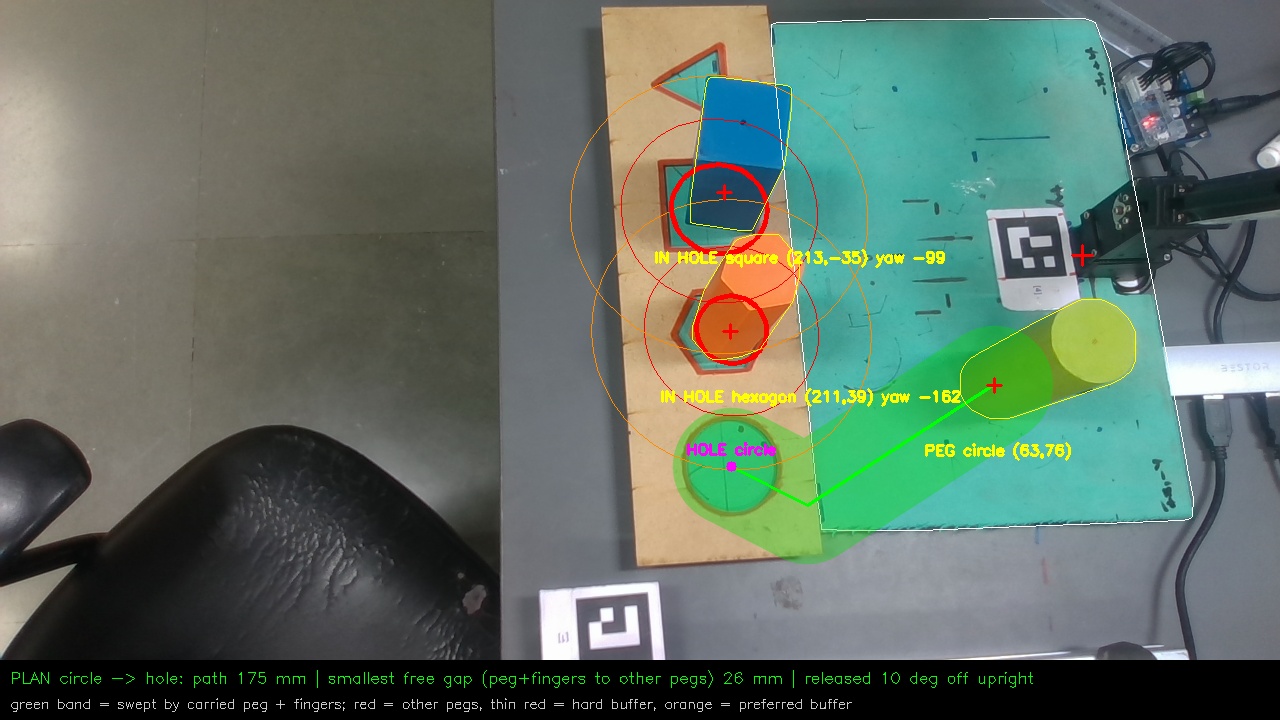 IN HOLE square (213,-35) yaw -99
IN HOLE hexagon (211,39) yaw -162
HOLE circle
PEG circle (63,76)
BESTOR
PLAN circle -> hole: path 175 mm | smallest free gap (peg+fingers to other pegs) 26 mm | released 10 deg off upright
green band = swept by carried peg + fingers; red = other pegs, thin red = hard buffer, orange = preferred buffer